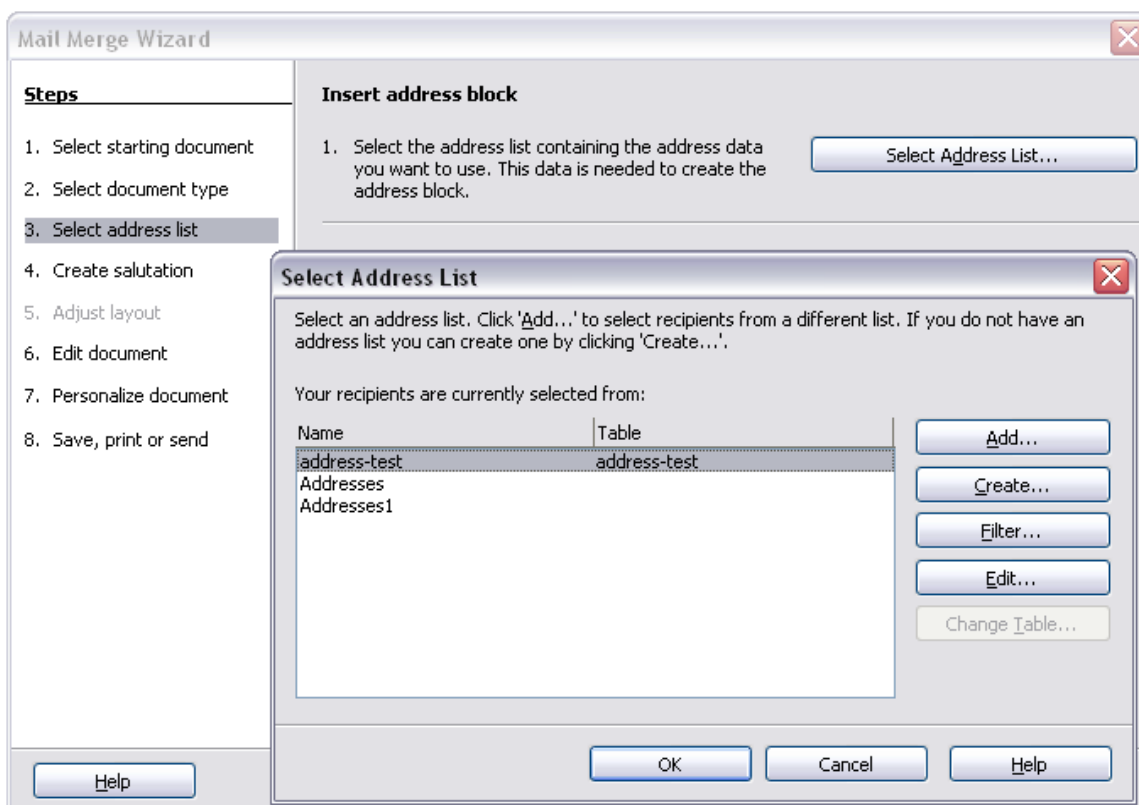 Mail Merge Wizard
Steps
1. Select starting document
2. Select document type
3. Select address list
4. Create salutation
5. Adjust layout
6. Edit document
7. Personalize document
8. Save, print or send
Help
Insert address block
1. Select the address list containing the address data
you want to use. This data is needed to create the
address block.
Select Address List...
Select Address List
Select an address list. Click 'Add...' to select recipients from a different list. If you do not have an
address list you can create one by clicking 'Create...'.
Your recipients are currently selected from:
Name Table
address-test address-test
Addresses
Addresses1
Add...
Create...
Filter...
Edit...
Change Table...
OK Cancel Help